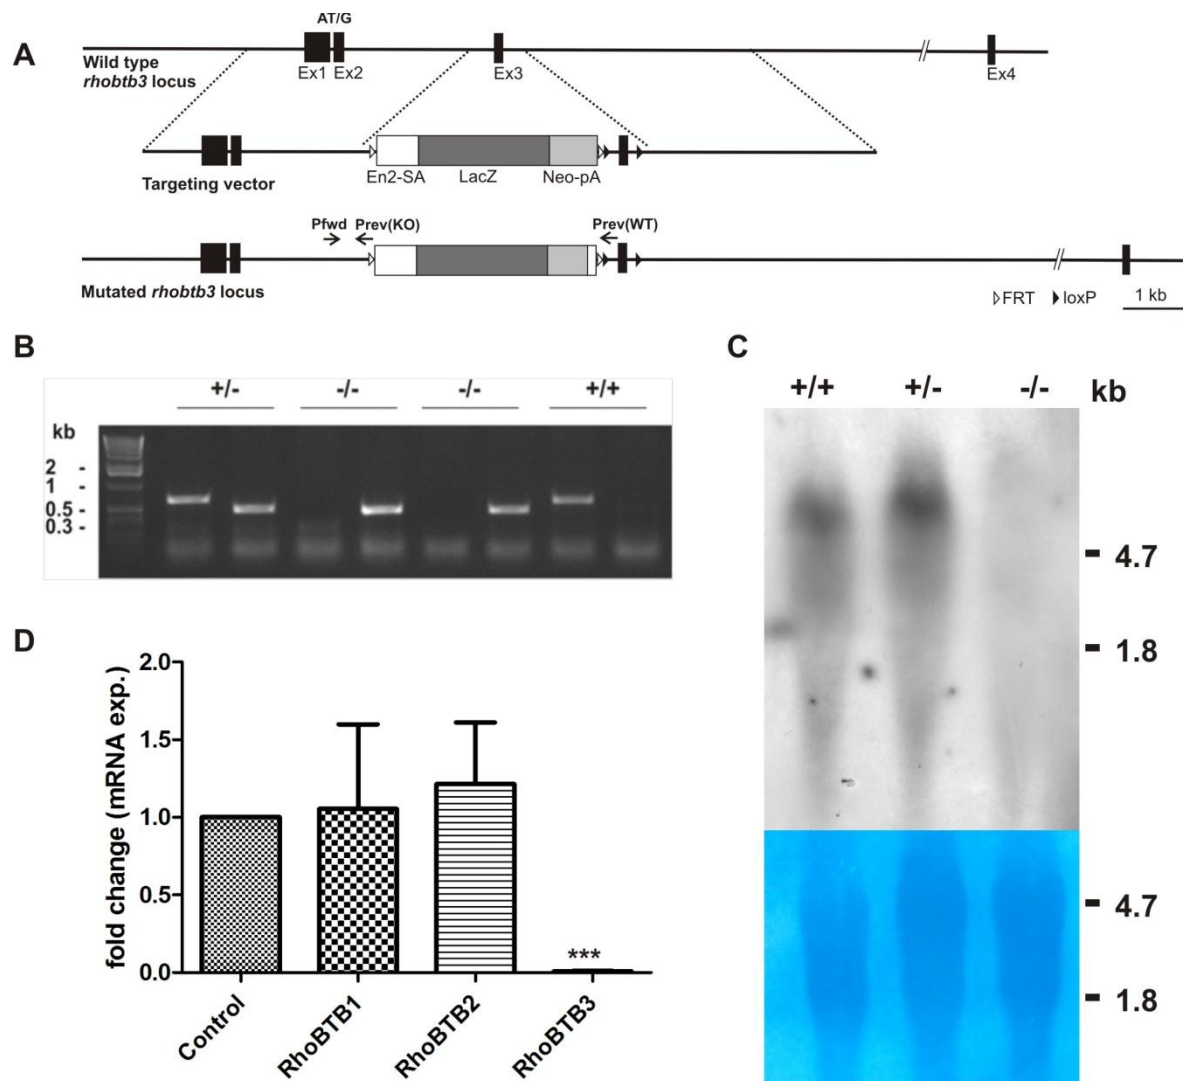 A
AT/G
Wild type
rhobtb3 locus
Ex1 Ex2 Ex3 Ex4
En2-SA LacZ Neo-pA
Targeting vector
Pfwd Prev(KO) Prev(WT)
Mutated rhobtb3 locus
FRT loxP 1 kb
B
+/- -/- -/- +/+
kb
2 -
1 -
0.5 -
0.3 -
C
+/+ +/- -/- kb
4.7
1.8
4.7
1.8
D
fold change (mRNA exp.)
2.0
1.5
1.0
0.5
0.0
***
Control
RhoBTB1
RhoBTB2
RhoBTB3